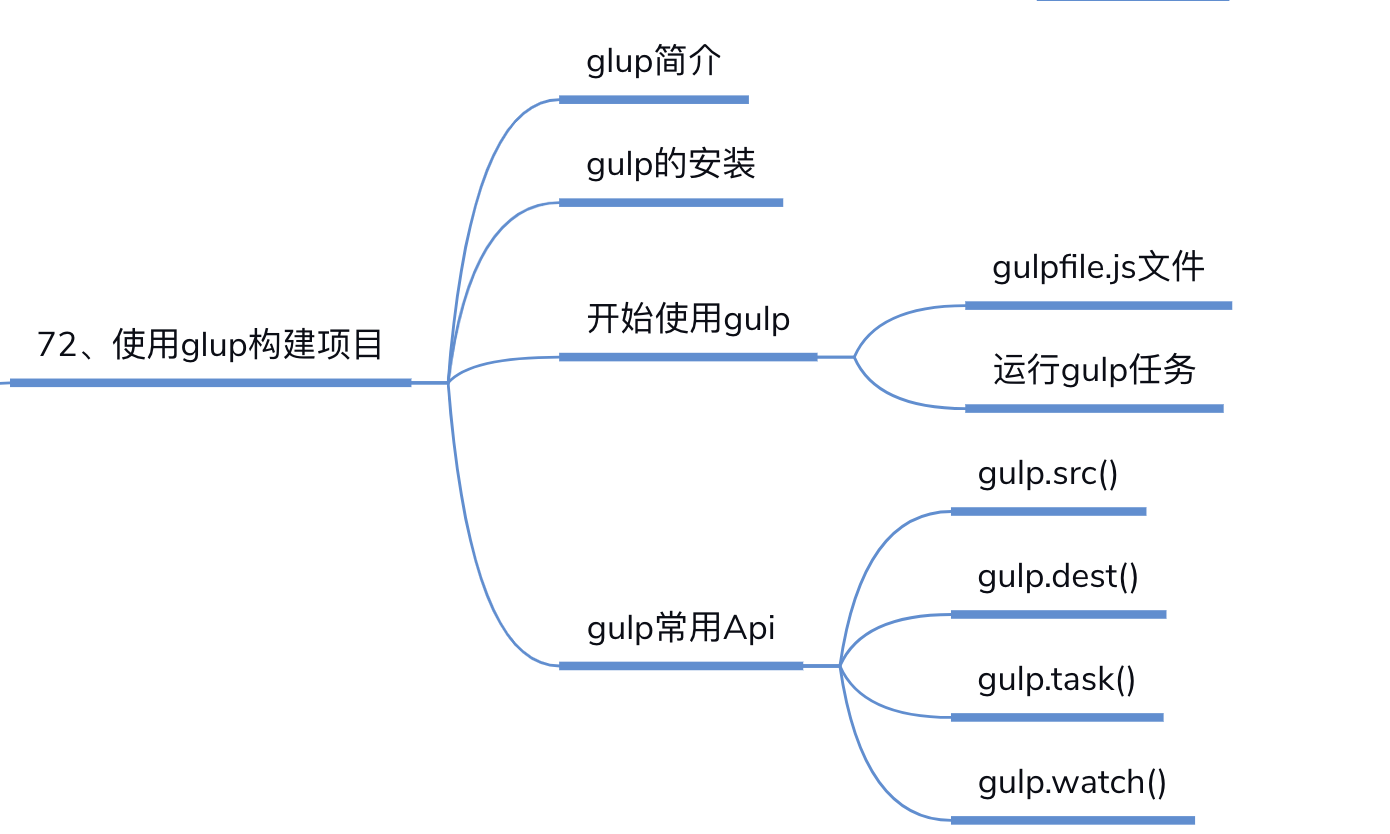 72、使用glup构建项目
glup简介
gulp的安装
开始使用gulp
gulpfile.js文件
运行gulp任务
gulp常用Api
gulp.src()
gulp.dest()
gulp.task()
gulp.watch()